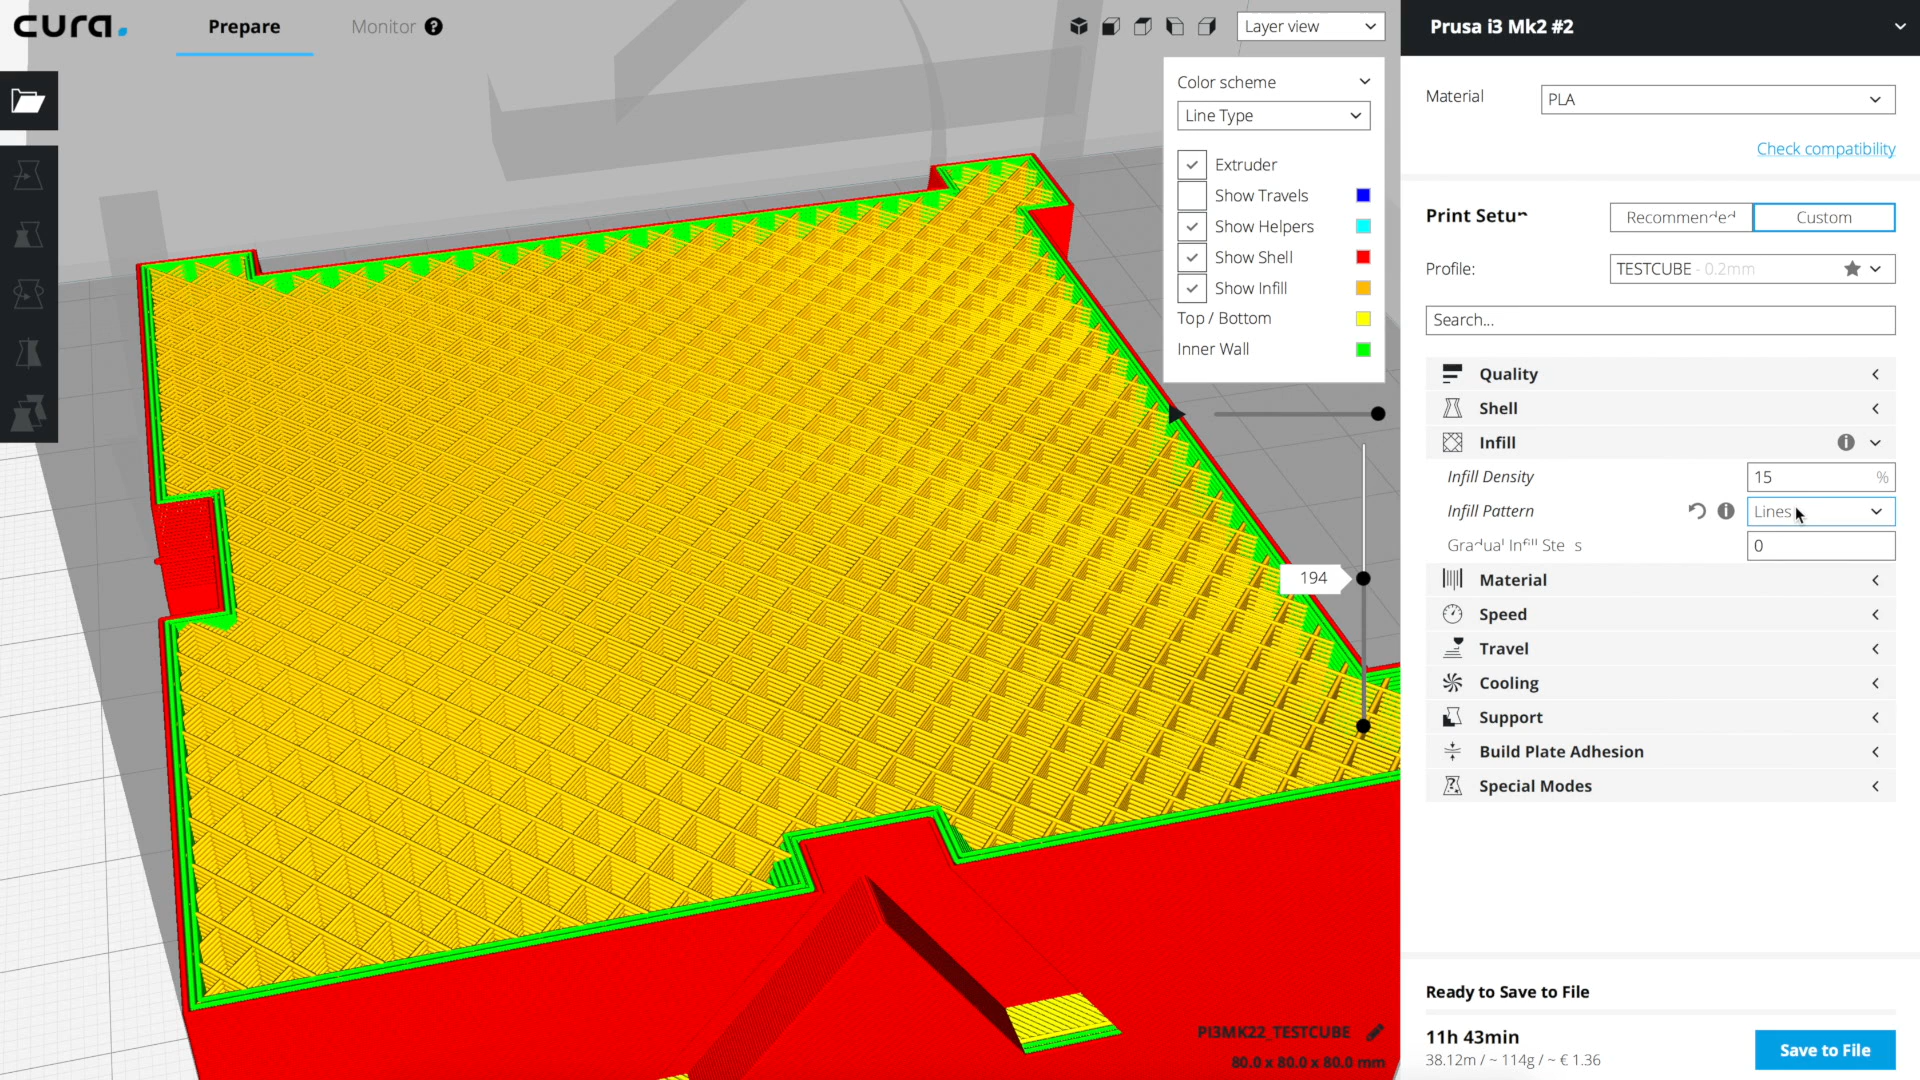 cura.
Prepare
Monitor ?
Layer view
Prusa i3 Mk2 #2
Color scheme
Line Type
Extruder
Show Travels
Show Helpers
Show Shell
Show Infill
Top / Bottom
Inner Wall
194
PI3MK22_TESTCUBE
80.0 x 80.0 x 80.0 mm
Material
PLA
Check compatibility
Print Setup
Recommended
Custom
Profile:
TESTCUBE - 0.2mm
Search...
Quality
Shell
Infill
Infill Density
15 %
Infill Pattern
Lines
Gradual Infill Steps
0
Material
Speed
Travel
Cooling
Support
Build Plate Adhesion
Special Modes
Ready to Save to File
11h 43min
38.12m / ~ 114g / ~ € 1.36
Save to File